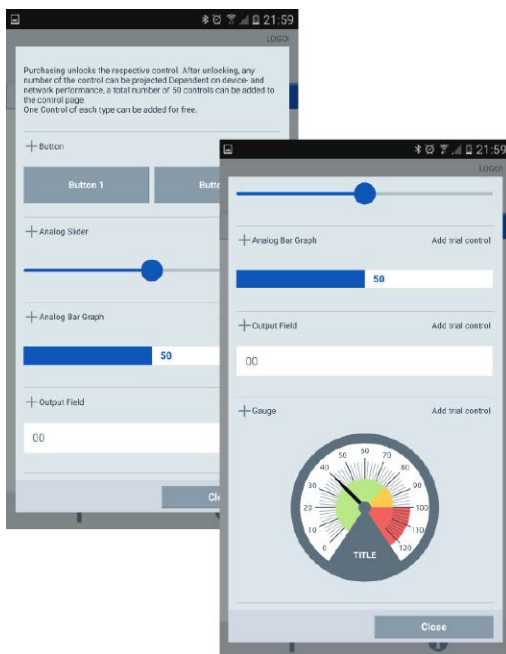 21:59
LOGO!
Purchasing unlocks the respective control. After unlocking, any
number of the control can be projected.Dependent on device- and
network performance, a total number of 50 controls can be added to
the control page.
One Control of each type can be added for free.
Button
Button 1
Butt
Analog Slider
Analog Bar Graph
50
Output Field
00
Cl
21:59
LOGO!
Analog Bar Graph Add trial control
50
Output Field Add trial control
00
Gauge Add trial control
0 10 20 30 40 50 60 70 80 90 100 110 120
TITLE
Close